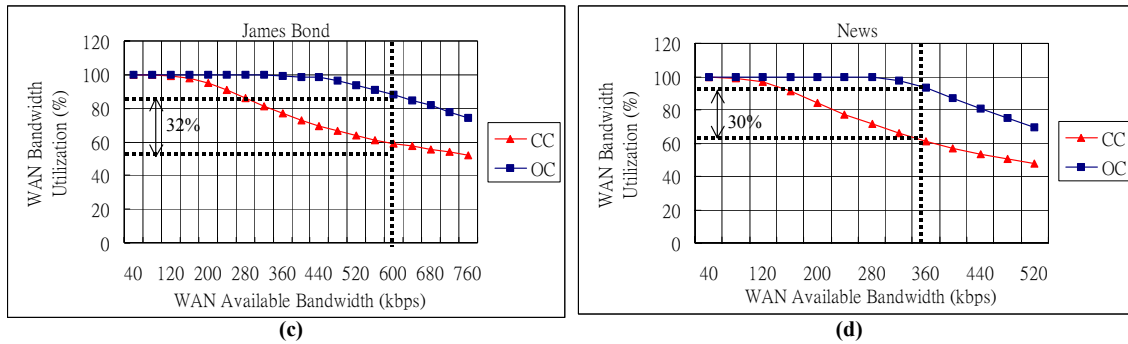 James Bond
120
100
80
60
40
20
0
WAN Bandwidth
Utilization (%)
32%
CC
OC
40 120 200 280 360 440 520 600 680 760
WAN Available Bandwidth (kbps)
(c)
News
120
100
80
60
40
20
0
WAN Bandwidth
Utilization (%)
30%
CC
OC
40 120 200 280 360 440 520
WAN Available Bandwidth (kbps)
(d)